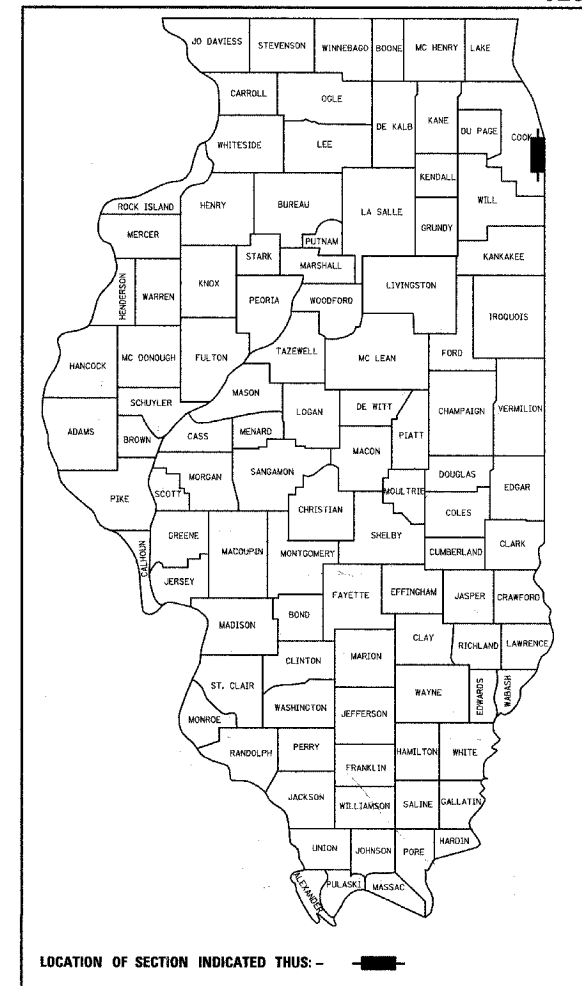 JO DAVIESS STEVENSON WINNEBAGO BOONE MC HENRY LAKE
CARROLL OGLE DE KALB KANE DU PAGE COOK
WHITESIDE LEE
KENDALL
ROCK ISLAND HENRY BUREAU LA SALLE WILL
MERCER PUTNAM GRUNDY
STARK MARSHALL KANKAKEE
HENDERSON WARREN KNOX PEORIA WOODFORD LIVINGSTON IROQUOIS
HANCOCK MC DONOUGH FULTON TAZEWELL MC LEAN FORD
SCHUYLER MASON LOGAN DE WITT CHAMPAIGN VERMILION
ADAMS BROWN CASS MENARD PIATT
MACON
PIKE SCOTT MORGAN SANGAMON MOULTRIE DOUGLAS EDGAR
CHRISTIAN COLES
CALHOUN GREENE MACOUPIN MONTGOMERY SHELBY CUMBERLAND CLARK
JERSEY
FAYETTE EFFINGHAM JASPER CRAWFORD
MADISON BOND
CLAY RICHLAND LAWRENCE
CLINTON MARION
ST. CLAIR WAYNE EDWARDS WABASH
WASHINGTON JEFFERSON
MONROE
RANDOLPH PERRY HAMILTON WHITE
FRANKLIN
JACKSON WILLIAMSON SALINE GALLATIN
UNION JOHNSON PORE HARDIN
ALEXANDER PULASKI MASSAC
LOCATION OF SECTION INDICATED THUS: -